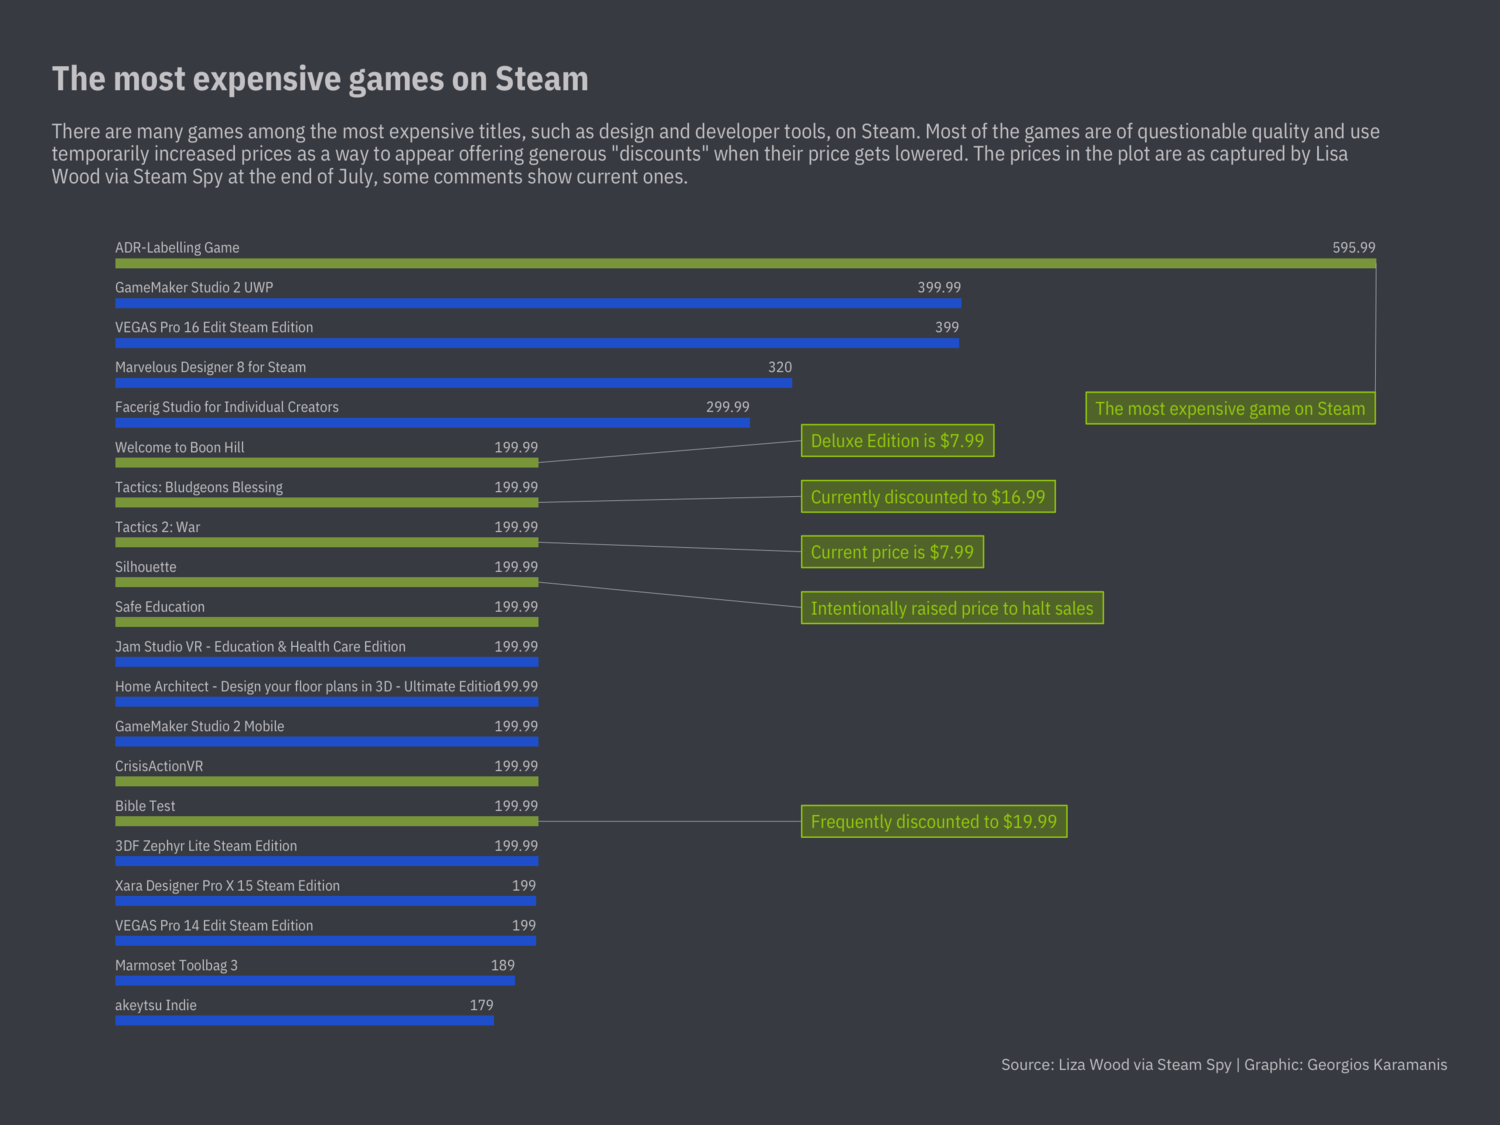 The most expensive games on Steam
There are many games among the most expensive titles, such as design and developer tools, on Steam. Most of the games are of questionable quality and use
temporarily increased prices as a way to appear offering generous "discounts" when their price gets lowered. The prices in the plot are as captured by Lisa
Wood via Steam Spy at the end of July, some comments show current ones.
ADR-Labelling Game 595.99
GameMaker Studio 2 UWP 399.99
VEGAS Pro 16 Edit Steam Edition 399
Marvelous Designer 8 for Steam 320
Facerig Studio for Individual Creators 299.99
The most expensive game on Steam
Welcome to Boon Hill 199.99
Deluxe Edition is $7.99
Tactics: Bludgeons Blessing 199.99
Currently discounted to $16.99
Tactics 2: War 199.99
Current price is $7.99
Silhouette 199.99
Intentionally raised price to halt sales
Safe Education 199.99
Jam Studio VR - Education & Health Care Edition 199.99
Home Architect - Design your floor plans in 3D - Ultimate Edition 199.99
GameMaker Studio 2 Mobile 199.99
CrisisActionVR 199.99
Bible Test 199.99
Frequently discounted to $19.99
3DF Zephyr Lite Steam Edition 199.99
Xara Designer Pro X 15 Steam Edition 199
VEGAS Pro 14 Edit Steam Edition 199
Marmoset Toolbag 3 189
akeytsu Indie 179
Source: Liza Wood via Steam Spy | Graphic: Georgios Karamanis